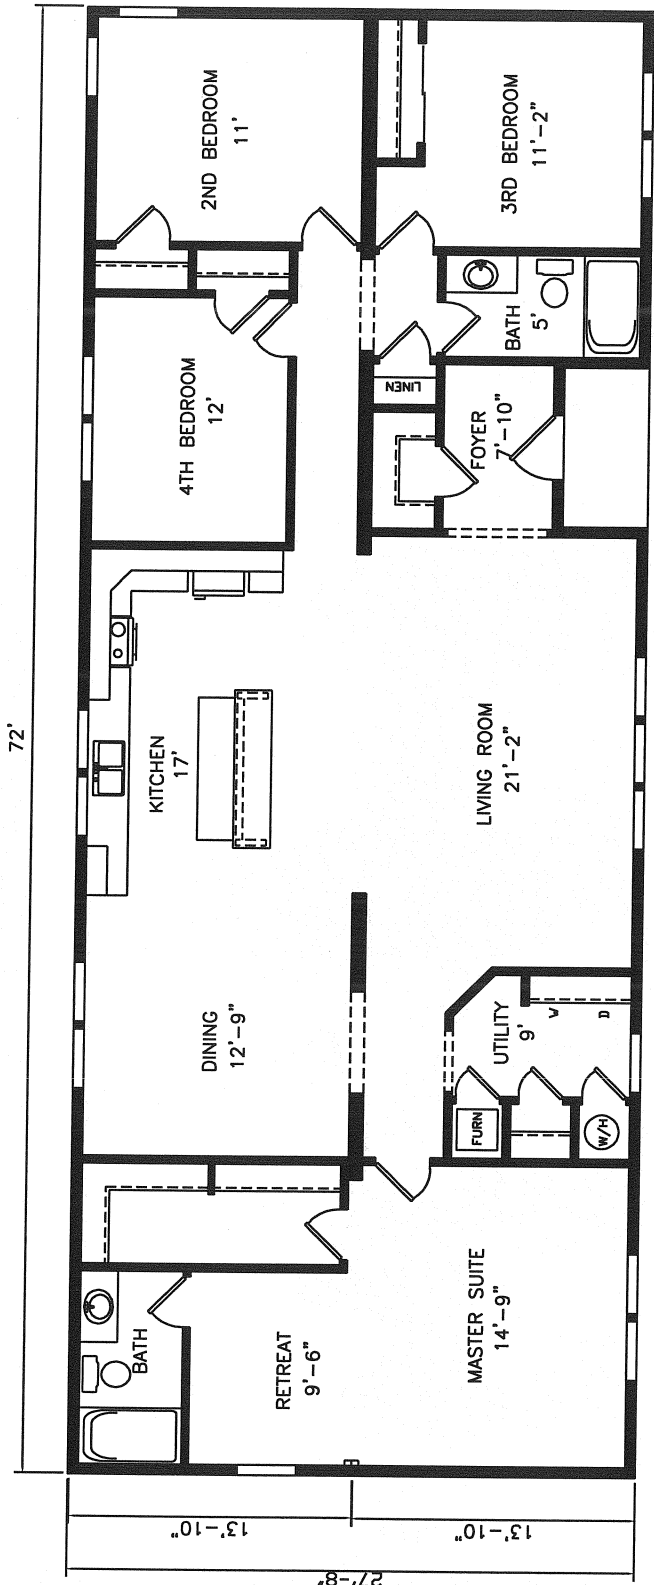 2ND BEDROOM
11'
3RD BEDROOM
11'-2"
4TH BEDROOM
12'
BATH
5'
LINEN
FOYER
7'-10"
72'
KITCHEN
17'
LIVING ROOM
21'-2"
DINING
12'-9"
UTILITY
9'
W
D
FURN
W/H
BATH
RETREAT
9'-6"
MASTER SUITE
14'-9"
13'-10"
13'-10"
27'-8"